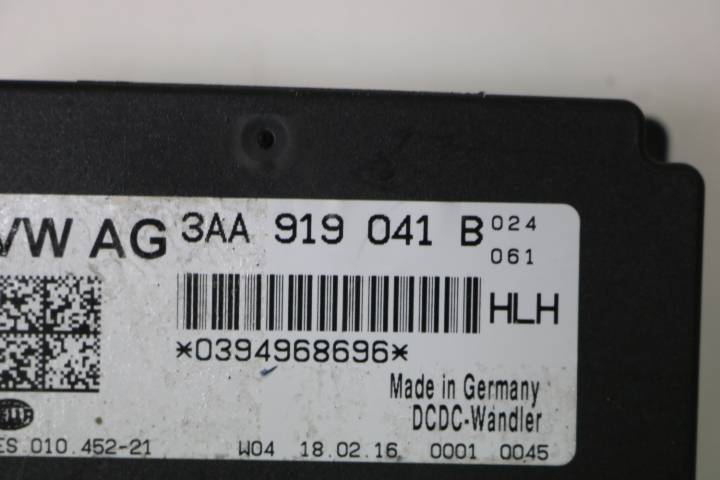 VW AG 3AA 919 041 B 024
061
HLH
*0394968696*
Made in Germany
DCDC-Wandler
ES.010.452-21 W04 18.02.16 0001 0045